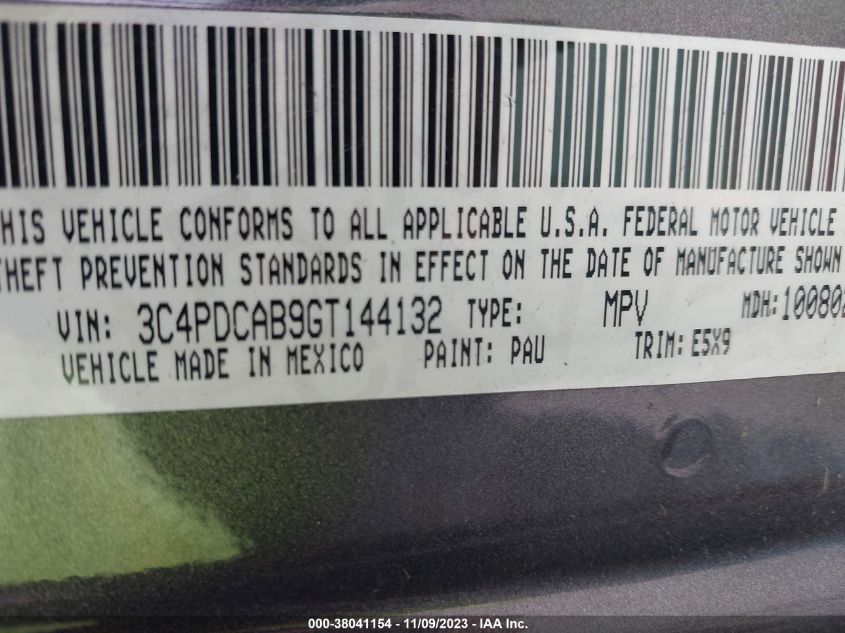 HIS VEHICLE CONFORMS TO ALL APPLICABLE U.S.A. FEDERAL MOTOR VEHICLE
THEFT PREVENTION STANDARDS IN EFFECT ON THE DATE OF MANUFACTURE SHOWN
VIN: 3C4PDCAB9GT144132 TYPE: MPV MDH: 100802
VEHICLE MADE IN MEXICO PAINT: PAU TRIM: E5X9
000-38041154 - 11/09/2023 - IAA Inc.